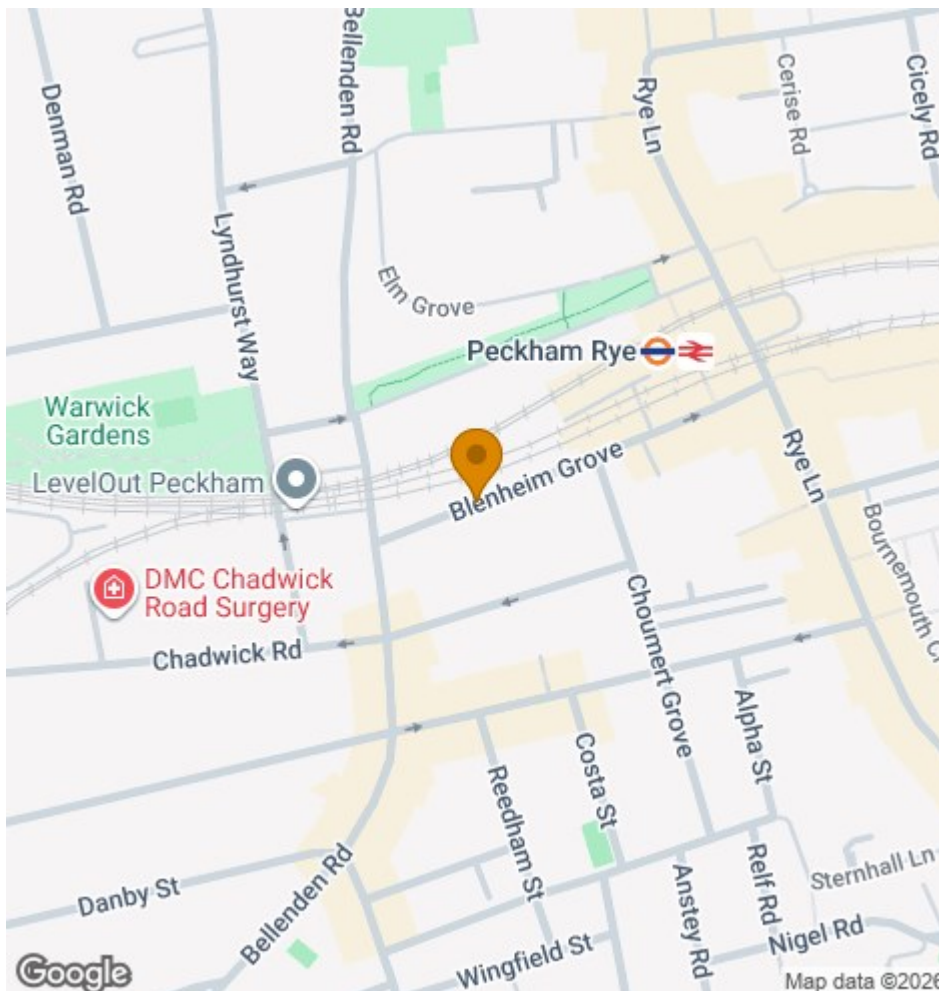 Bellenden Rd
Rye Ln
Cerise Rd
Cicely Rd
Denman Rd
Lyndhurst Way
Elm Grove
Peckham Rye
Warwick
Gardens
LevelOut Peckham
Blenheim Grove
Rye Ln
Bournemouth Cl
DMC Chadwick
Road Surgery
Chadwick Rd
Choumert Grove
Alpha St
Costa St
Reedham St
Danby St
Bellenden Rd
Relf Rd
Sternhall Ln
Anstey Rd
Nigel Rd
Wingfield St
Google
Map data ©2026